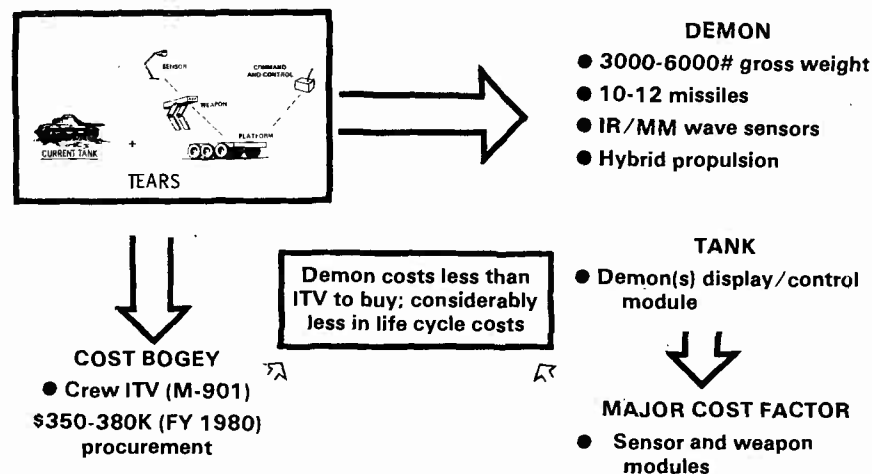 SENSOR
COMMAND
AND CONTROL
WEAPON
PLATFORM
CURRENT TANK
+
TEARS
DEMON
● 3000-6000# gross weight
● 10-12 missiles
● IR/MM wave sensors
● Hybrid propulsion
TANK
● Demon(s) display/control
module
Demon costs less than
ITV to buy; considerably
less in life cycle costs
COST BOGEY
● Crew ITV (M-901)
$350-380K (FY 1980)
procurement
MAJOR COST FACTOR
● Sensor and weapon
modules